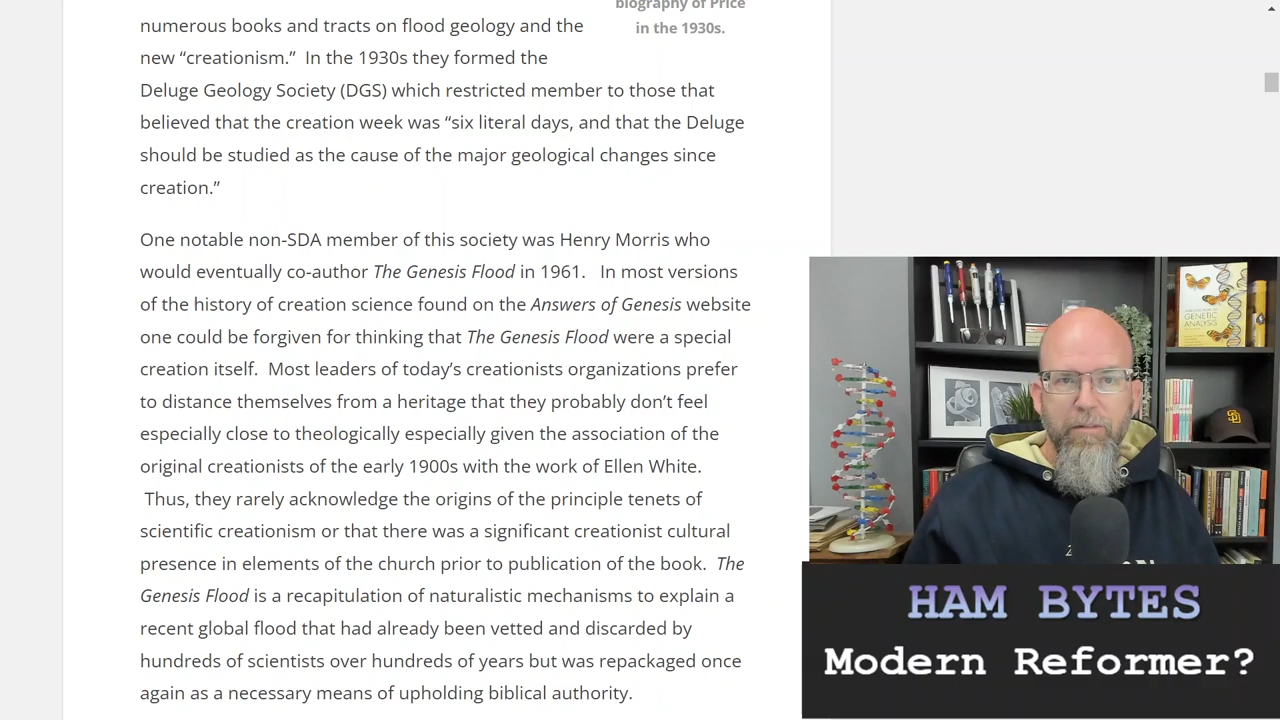 biography of Price
in the 1930s.
numerous books and tracts on flood geology and the
new “creationism.”  In the 1930s they formed the
Deluge Geology Society (DGS) which restricted member to those that
believed that the creation week was “six literal days, and that the Deluge
should be studied as the cause of the major geological changes since
creation.”
One notable non-SDA member of this society was Henry Morris who
would eventually co-author The Genesis Flood in 1961.   In most versions
of the history of creation science found on the Answers of Genesis website
one could be forgiven for thinking that The Genesis Flood were a special
creation itself.  Most leaders of today’s creationists organizations prefer
to distance themselves from a heritage that they probably don’t feel
especially close to theologically especially given the association of the
original creationists of the early 1900s with the work of Ellen White.
Thus, they rarely acknowledge the origins of the principle tenets of
scientific creationism or that there was a significant creationist cultural
presence in elements of the church prior to publication of the book.  The
Genesis Flood is a recapitulation of naturalistic mechanisms to explain a
recent global flood that had already been vetted and discarded by
hundreds of scientists over hundreds of years but was repackaged once
again as a necessary means of upholding biblical authority.
GENETIC
ANALYSIS
SD
HAM BYTES
Modern Reformer?